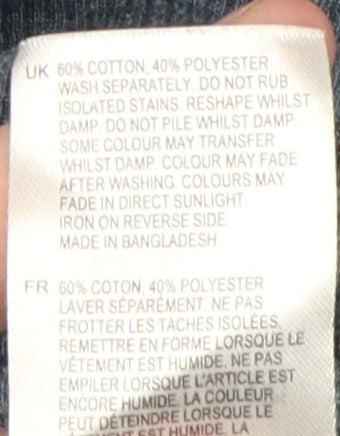 UK 60% COTTON, 40% POLYESTER
WASH SEPARATELY. DO NOT RUB
ISOLATED STAINS. RESHAPE WHILST
DAMP. DO NOT PILE WHILST DAMP.
SOME COLOUR MAY TRANSFER
WHILST DAMP. COLOUR MAY FADE
AFTER WASHING. COLOURS MAY
FADE IN DIRECT SUNLIGHT.
IRON ON REVERSE SIDE.
MADE IN BANGLADESH
FR 60% COTON, 40% POLYESTER
LAVER SÉPARÉMENT. NE PAS
FROTTER LES TACHES ISOLÉES.
REMETTRE EN FORME LORSQUE LE
VÊTEMENT EST HUMIDE. NE PAS
EMPILER LORSQUE L'ARTICLE EST
ENCORE HUMIDE. LA COULEUR
PEUT DÉTEINDRE LORSQUE LE
VÊTEMENT EST HUMIDE. LA